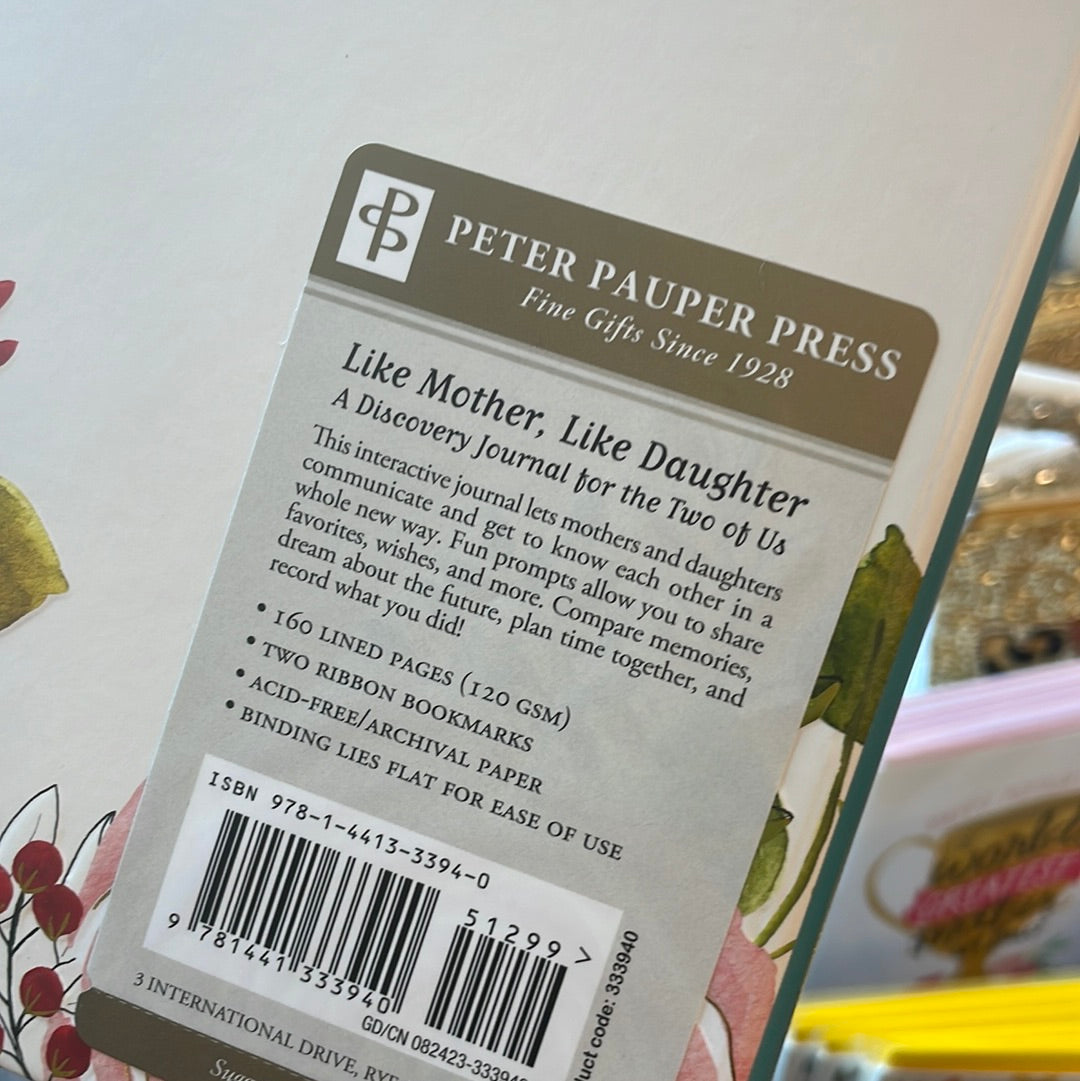 PETER PAUPER PRESS
Fine Gifts Since 1928
Like Mother, Like Daughter
A Discovery Journal for the Two of Us
This interactive journal lets mothers and daughters
communicate and get to know each other in a
whole new way. Fun prompts allow you to share
favorites, wishes, and more. Compare memories,
dream about the future, plan time together, and
record what you did!
• 160 LINED PAGES (120 GSM)
• TWO RIBBON BOOKMARKS
• ACID-FREE/ARCHIVAL PAPER
• BINDING LIES FLAT FOR EASE OF USE
ISBN 978-1-4413-3394-0
51299 >
9 781441 333940
GD/CN 082423-333940
uct code: 333940
3 INTERNATIONAL DRIVE, RYE
world's
GREATEST